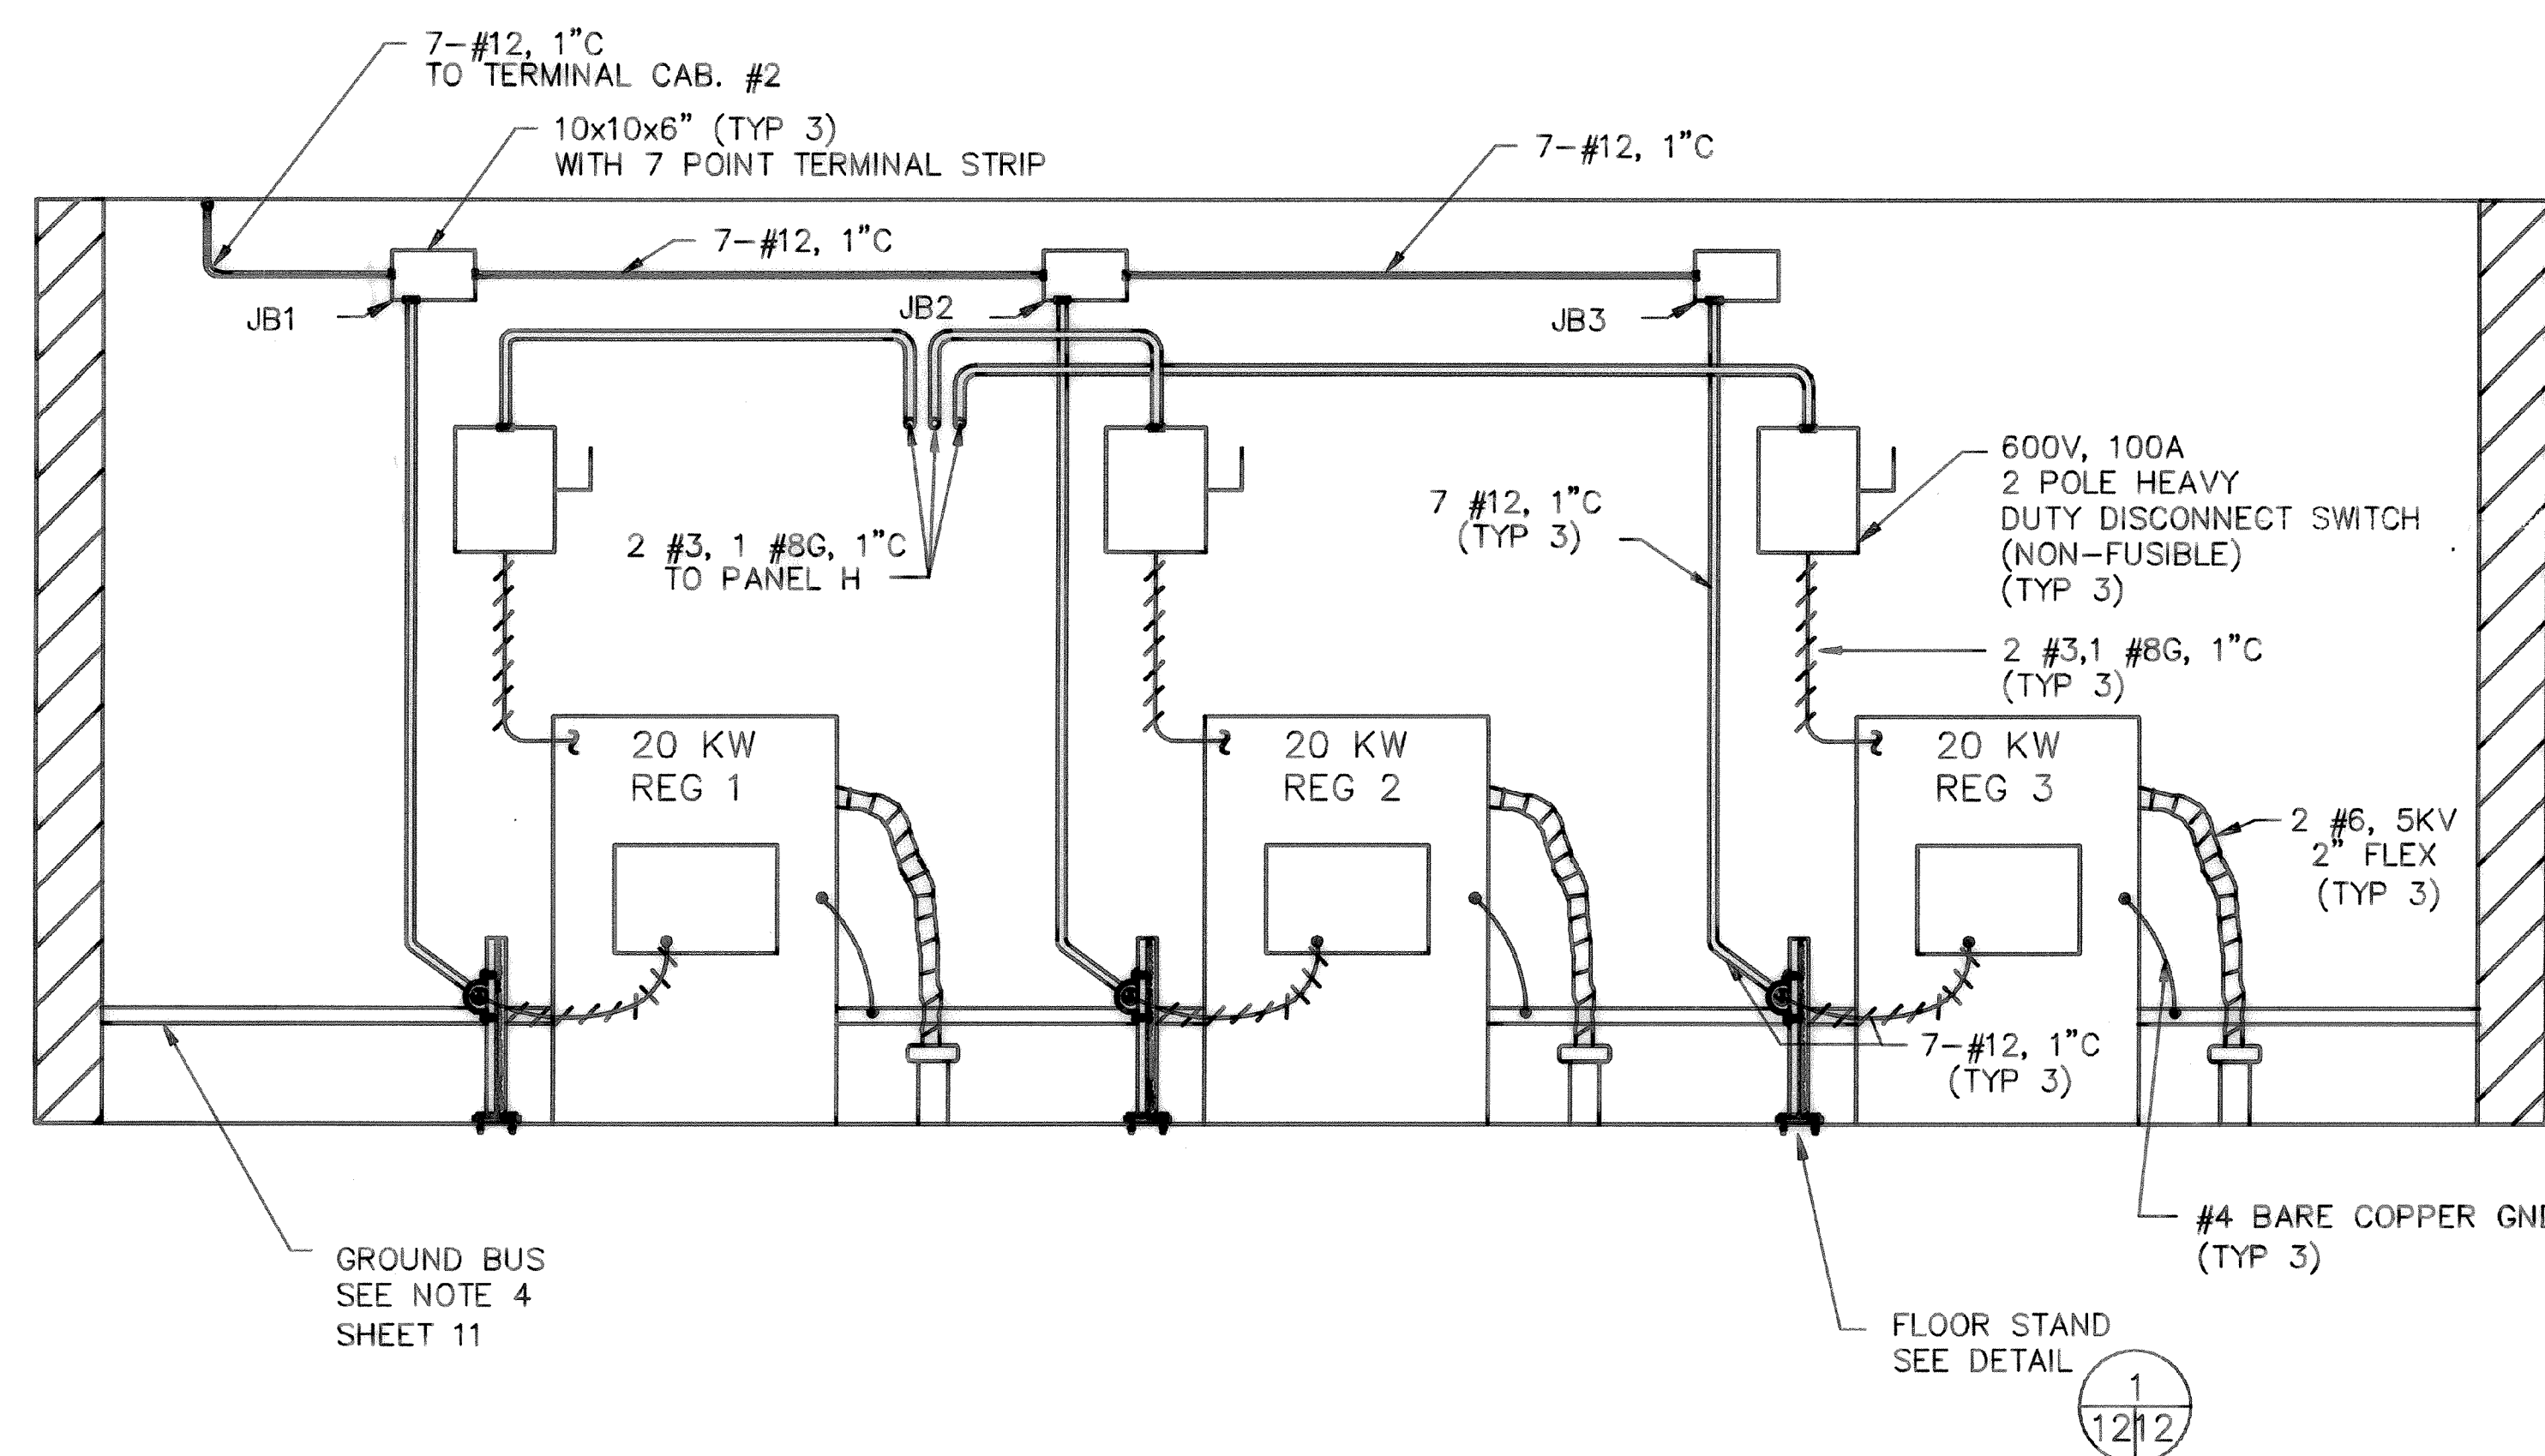 7-#12, 1"C
TO TERMINAL CAB. #2
10x10x6" (TYP 3)
WITH 7 POINT TERMINAL STRIP
7-#12, 1"C
7-#12, 1"C
JB1
JB2
JB3
2 #3, 1 #8G, 1"C
TO PANEL H
7 #12, 1"C
(TYP 3)
600V, 100A
2 POLE HEAVY
DUTY DISCONNECT SWITCH
(NON-FUSIBLE)
(TYP 3)
2 #3,1 #8G, 1"C
(TYP 3)
20 KW
REG 1
20 KW
REG 2
20 KW
REG 3
2 #6, 5KV
2" FLEX
(TYP 3)
7-#12, 1"C
(TYP 3)
#4 BARE COPPER GND
(TYP 3)
GROUND BUS
SEE NOTE 4
SHEET 11
FLOOR STAND
SEE DETAIL
1
12 12